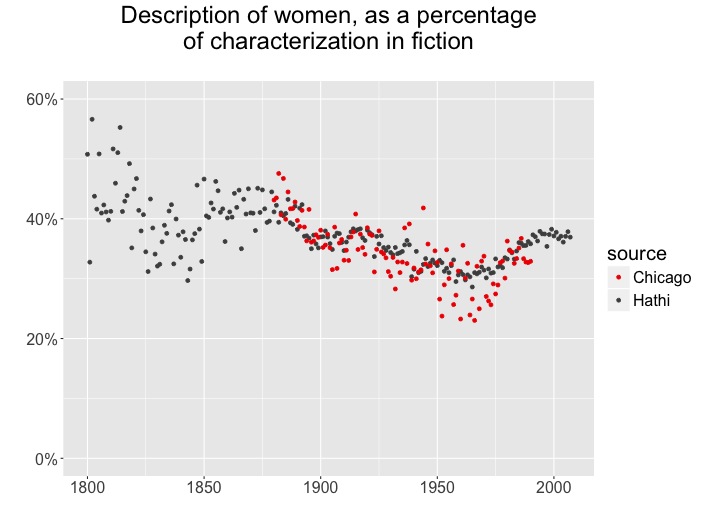 Description of women, as a percentage
of characterization in fiction
60%
40%
20%
0%
1800 1850 1900 1950 2000
source
Chicago
Hathi